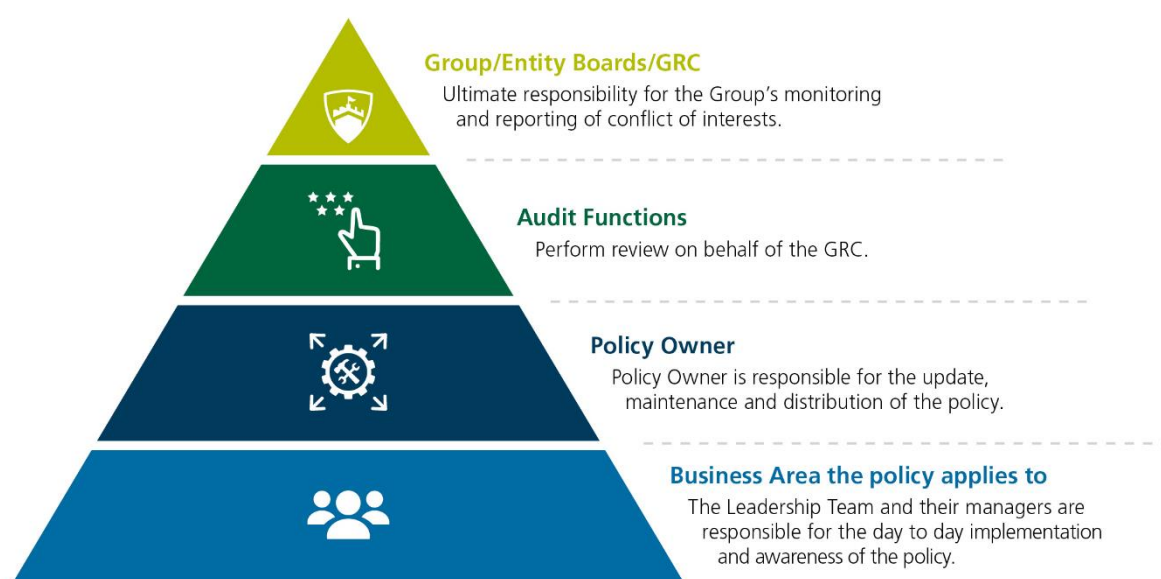 Group/Entity Boards/GRC
Ultimate responsibility for the Group's monitoring
and reporting of conflict of interests.
Audit Functions
Perform review on behalf of the GRC.
Policy Owner
Policy Owner is responsible for the update,
maintenance and distribution of the policy.
Business Area the policy applies to
The Leadership Team and their managers are
responsible for the day to day implementation
and awareness of the policy.